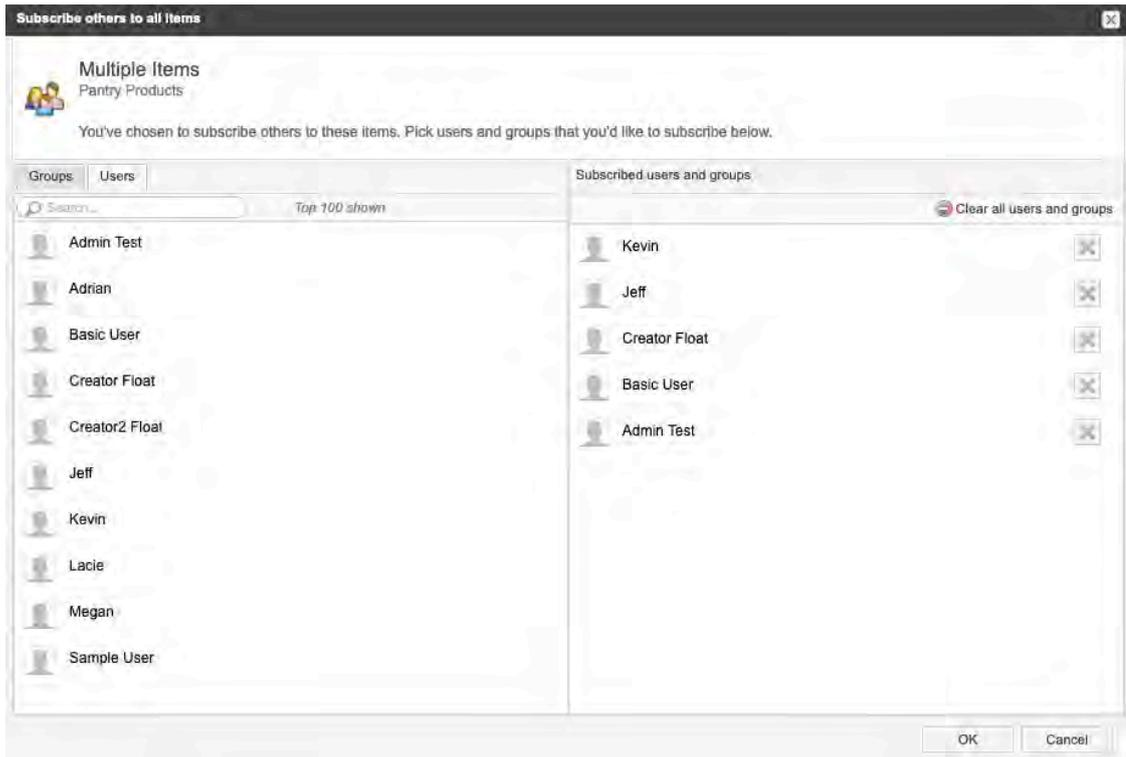 Subscribe others to all items
Multiple Items
Pantry Products
You've chosen to subscribe others to these items. Pick users and groups that you'd like to subscribe below.
Groups
Users
Search...
Top 100 shown
Admin Test
Adrian
Basic User
Creator Float
Creator2 Float
Jeff
Kevin
Lacie
Megan
Sample User
Subscribed users and groups
Clear all users and groups
Kevin
Jeff
Creator Float
Basic User
Admin Test
OK
Cancel